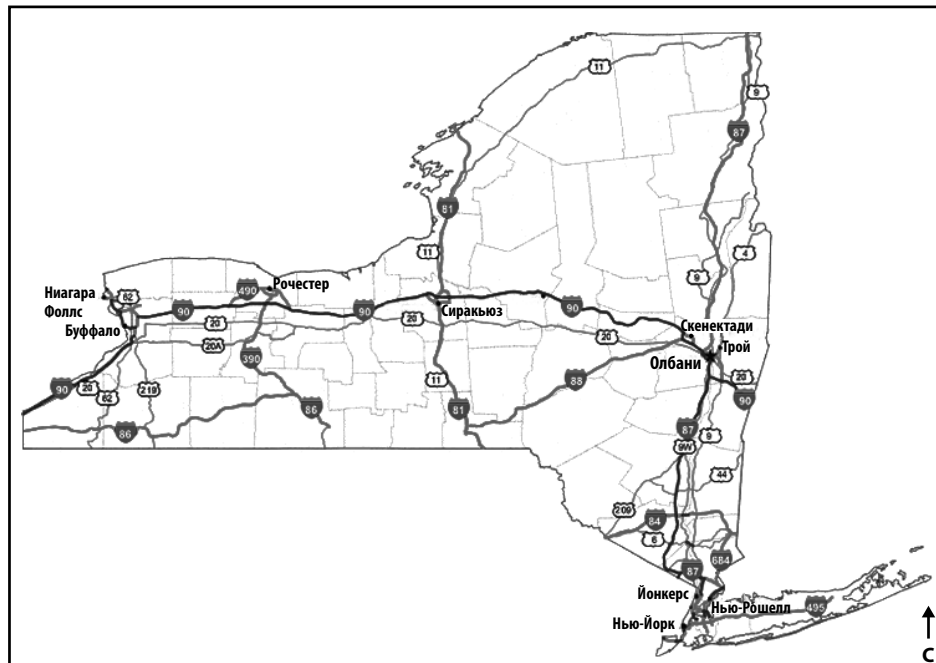 11
9
87
81
4
11
9
Ниагара
Фоллс
62
490
Рочестер
90
90
Сиракьюз
90
Буффало
20
20
20
Скенектади
Трой
20A
390
Олбани
90
20
62
219
11
88
20
90
86
81
86
87
9
9W
44
209
84
6
684
87
Йонкерс
Нью-Рошелл
495
Нью-Йорк
С